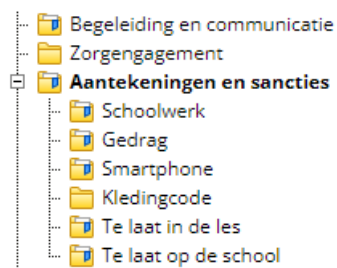 Begeleiding en communicatie
Zorgengagement
Aantekeningen en sancties
Schoolwerk
Gedrag
Smartphone
Kledingcode
Te laat in de les
Te laat op de school